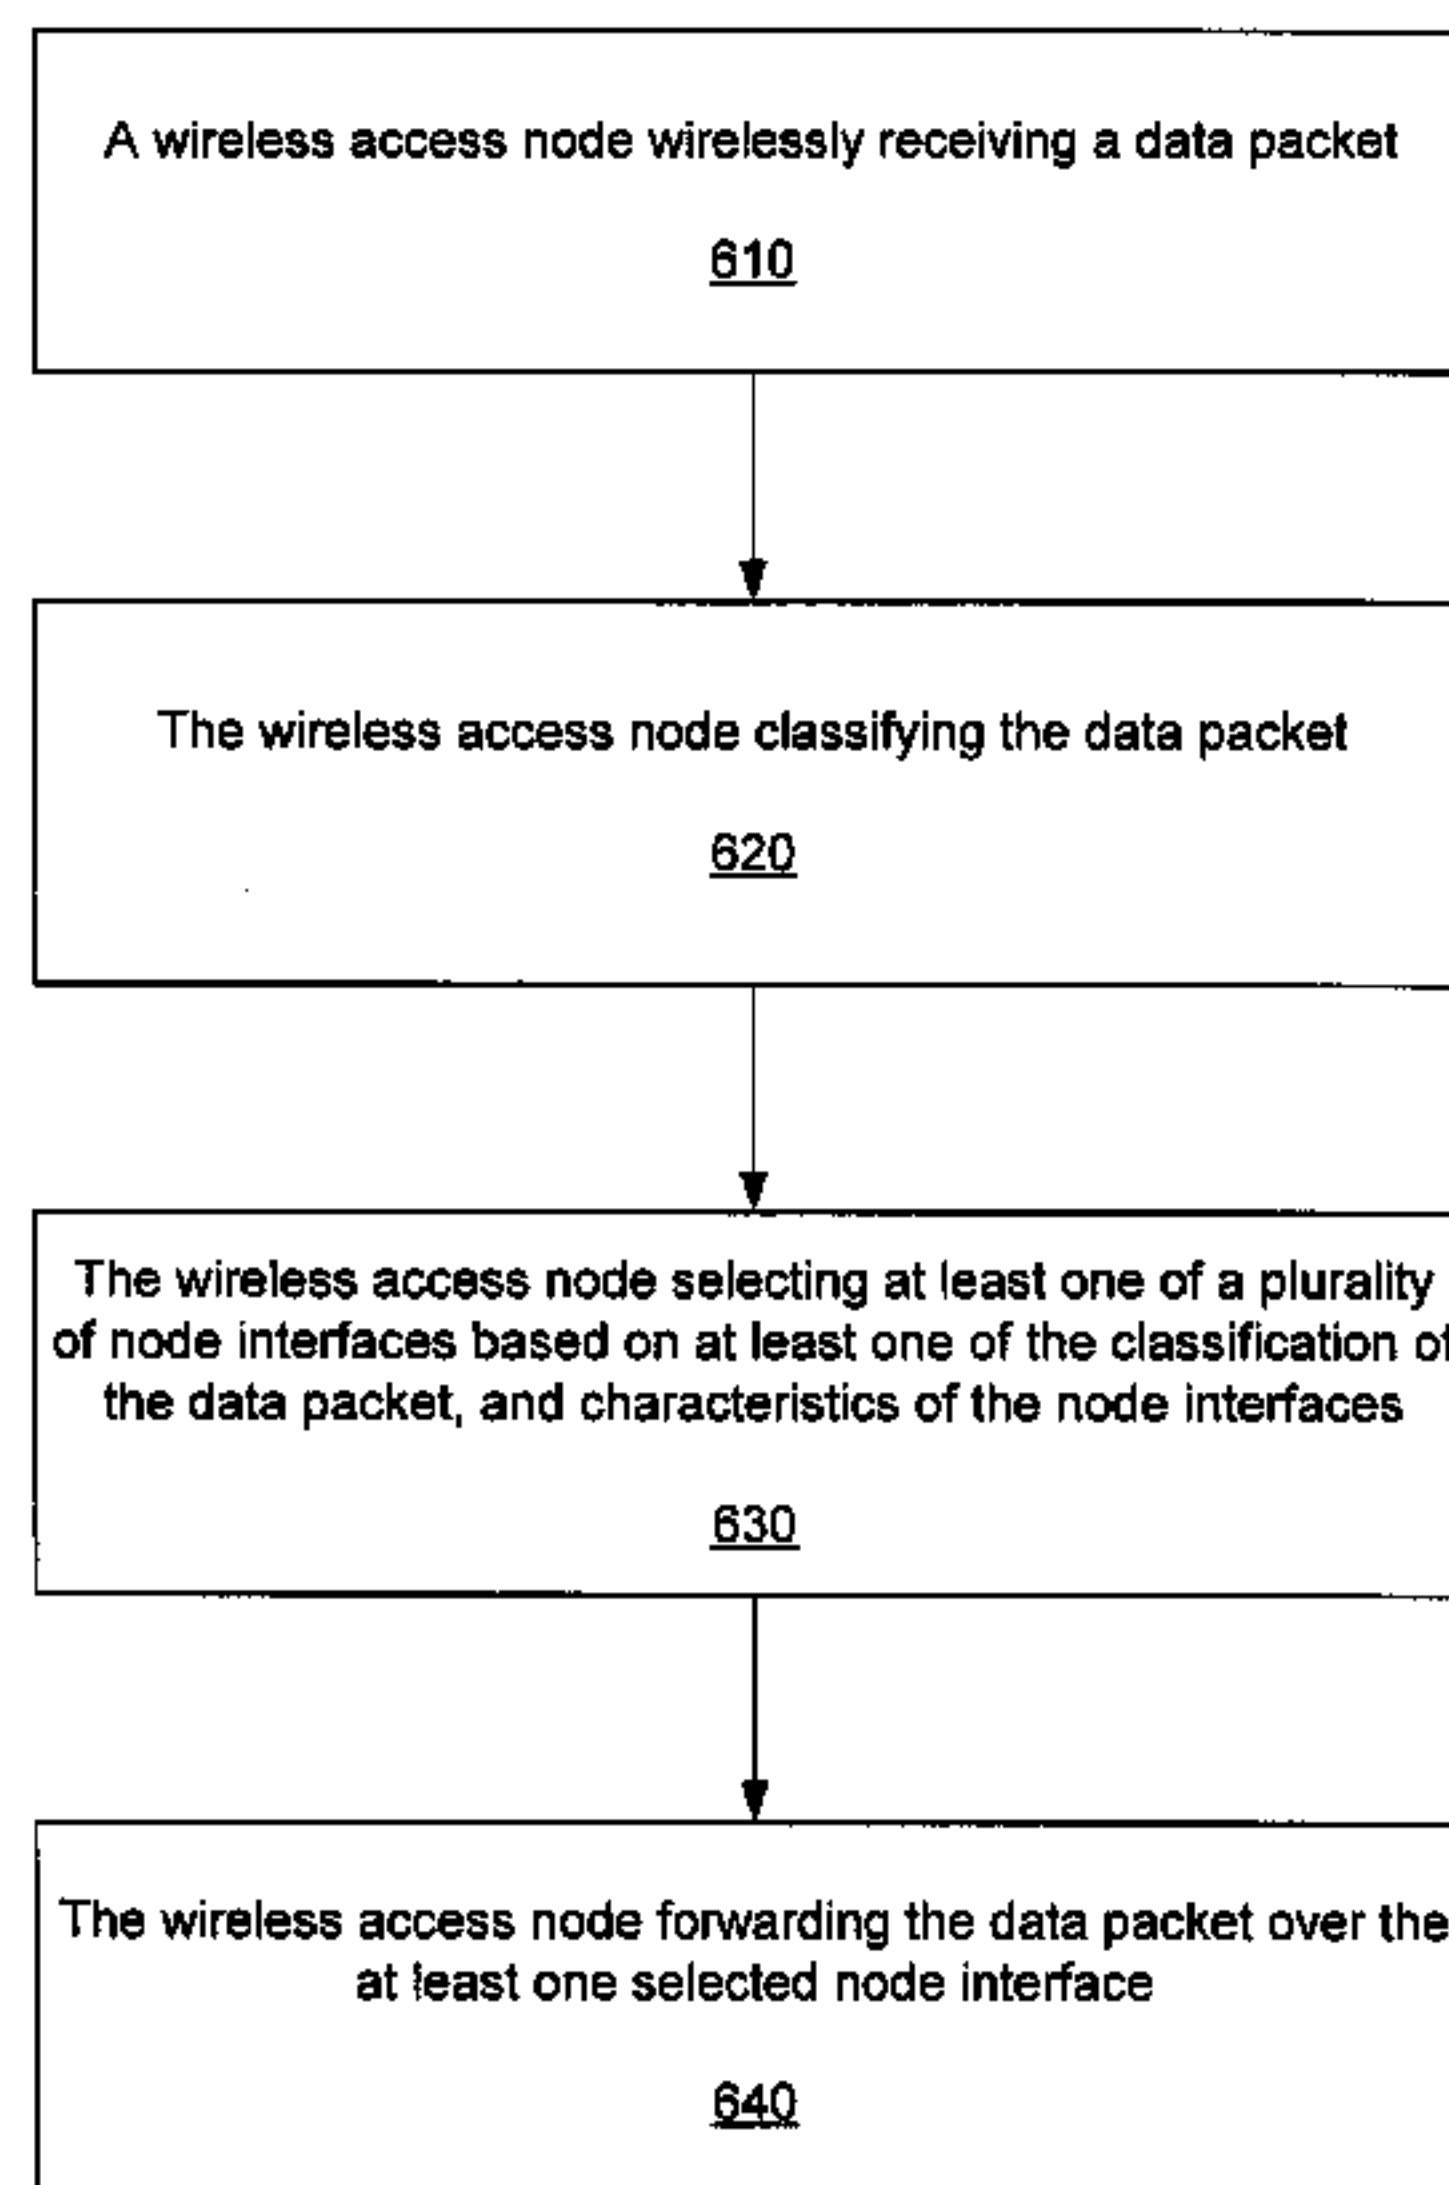 A wireless access node wirelessly receiving a data packet
610
The wireless access node classifying the data packet
620
The wireless access node selecting at least one of a plurality
of node interfaces based on at least one of the classification of
the data packet, and characteristics of the node interfaces
630
The wireless access node forwarding the data packet over the
at least one selected node interface
640